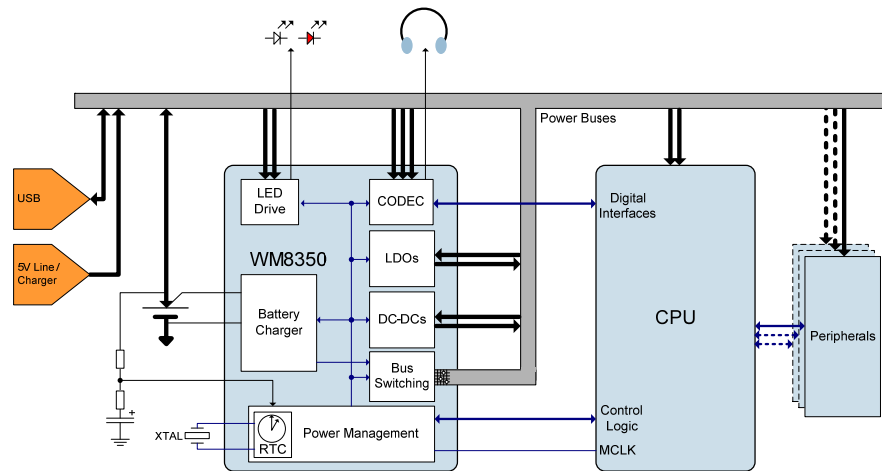 Power Buses
USB
LED
Drive
CODEC
Digital
Interfaces
WM8350
LDOs
5V Line /
Charger
Battery
Charger
DC-DCs
CPU
Peripherals
Bus
Switching
+
XTAL
RTC
Power Management
Control
Logic
MCLK